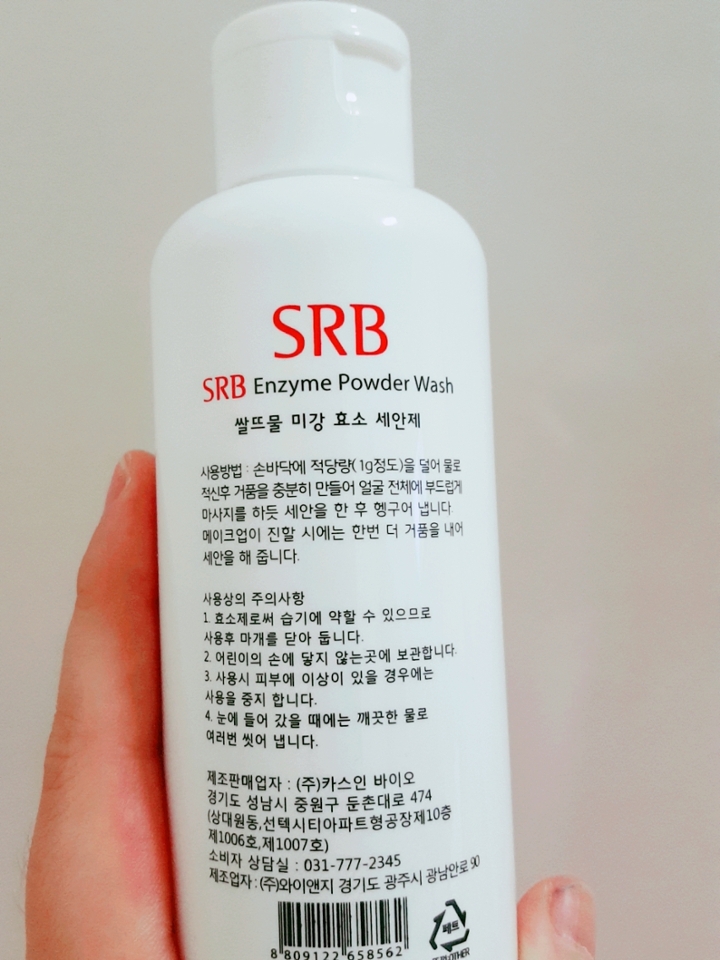 SRB
SRB Enzyme Powder Wash
쌀뜨물 미강 효소 세안제
사용방법 : 손바닥에 적당량(1g정도)을 덜어 물로
적신후 거품을 충분히 만들어 얼굴 전체에 부드럽게
마사지를 하듯 세안을 한 후 헹구어 냅니다.
메이크업이 진할 시에는 한번 더 거품을 내어
세안을 해 줍니다.
사용상의 주의사항
1. 효소제로써 습기에 약할 수 있으므로
사용후 마개를 닫아 둡니다.
2. 어린이의 손에 닿지 않는곳에 보관합니다.
3. 사용시 피부에 이상이 있을 경우에는
사용을 중지 합니다.
4. 눈에 들어 갔을 때에는 깨끗한 물로
여러번 씻어 냅니다.
제조판매업자 : (주)카스인 바이오
경기도 성남시 중원구 둔촌대로 474
(상대원동,선텍시티아파트형공장제10층
제1006호,제1007호)
소비자 상담실 : 031-777-2345
제조업자 : (주)와이앤지 경기도 광주시 광남안로 90
8 809122 658562
페트
OTHER